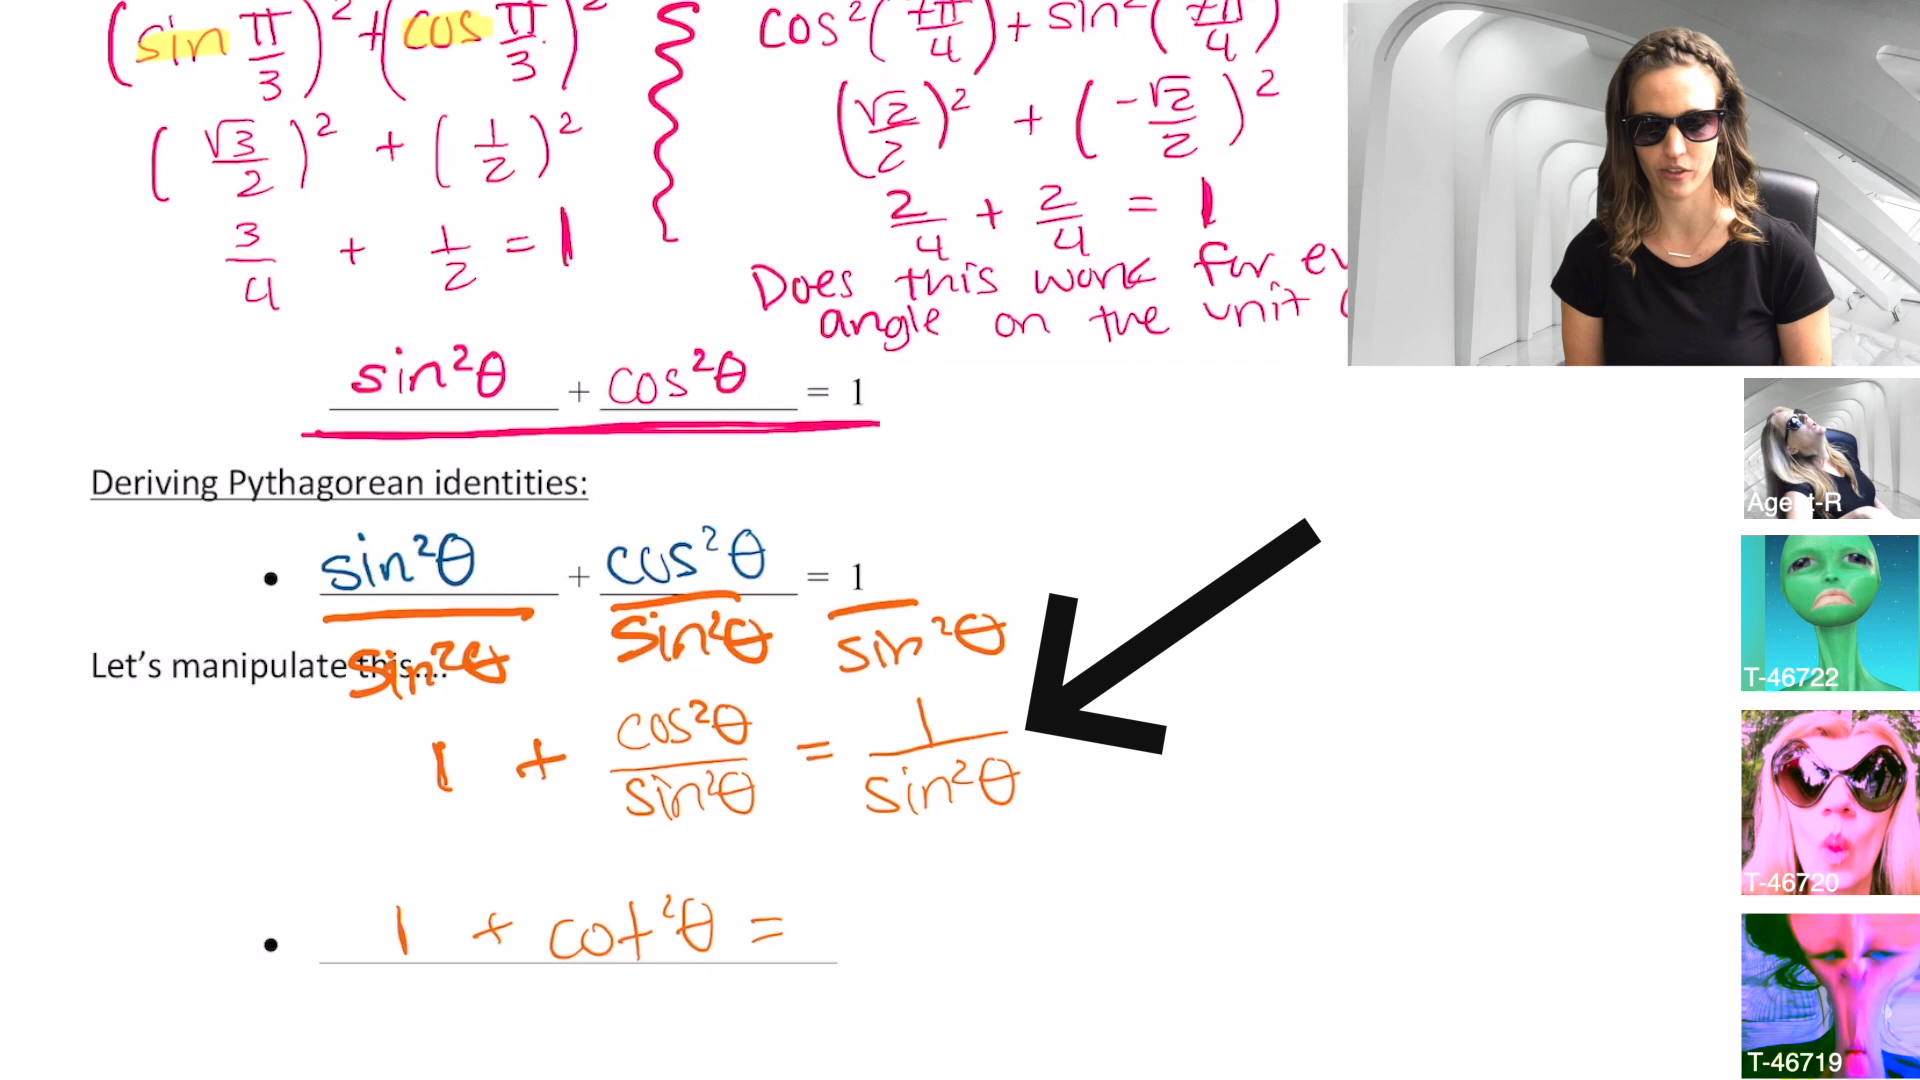 (sin π/3)² + (cos π/3)²
(√3/2)² + (1/2)²
3/4 + 1/2 = 1
cos²(7π/4) + sin²(7π/4)
(√2/2)² + (-√2/2)²
2/4 + 2/4 = 1
Does this work for
angle on the unit
sin²θ + cos²θ = 1
Deriving Pythagorean identities:
• sin²θ + cos²θ = 1
sin²θ sin²θ sin²θ
Let's manipulate this....
1 + cos²θ/sin²θ = 1/sin²θ
• 1 + cot²θ =
Agent-R
T-46722
T-46720
T-46719